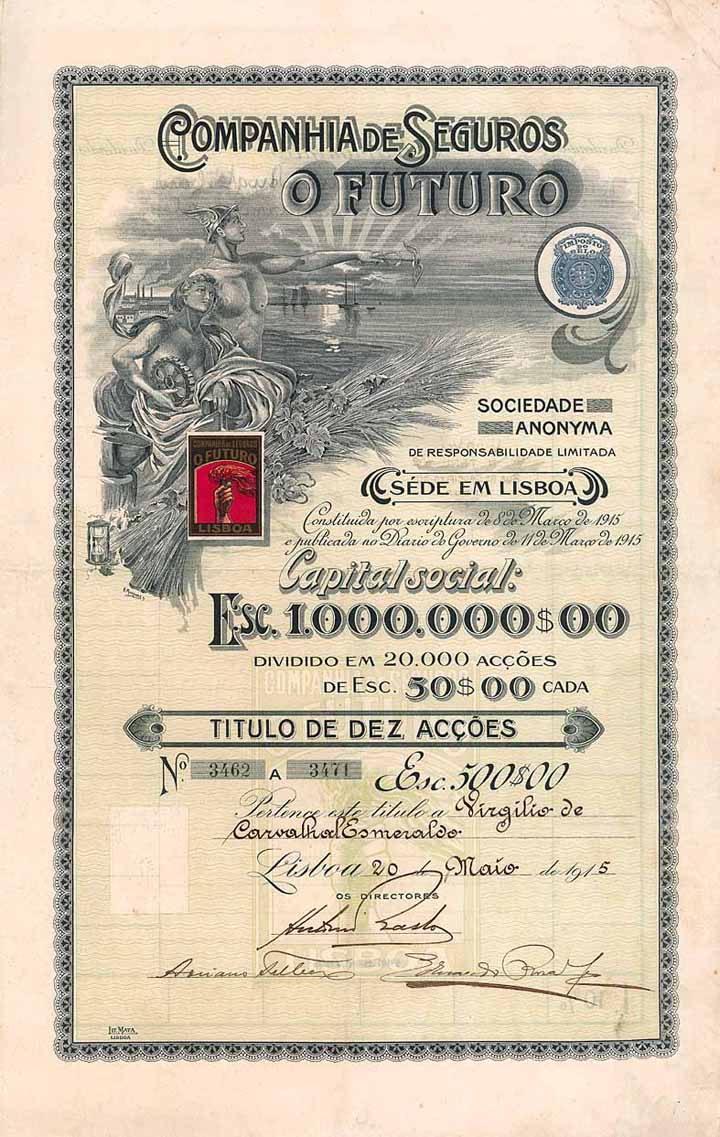 COMPANHIA DE SEGUROS
O FUTURO
IMPOSTO
DO
SELO
SOCIEDADE
ANONYMA
DE RESPONSABILIDADE LIMITADA
SÉDE EM LISBOA
COMPANHIA DE SEGUROS
O FUTURO
LISBOA
Constituida por escriptura de 8 de Março de 1915
e publicada no Diario do Governo de 11 de Março de 1915
Capital social:
ESC. 1.000.000$00
DIVIDIDO EM 20.000 ACÇÕES
DE ESC. 50$00 CADA
TITULO DE DEZ ACÇÕES
Nº 3462 A 3471 Esc. 500$00
Pertence este titulo a Virgilio de
Carvalhal Esmeraldo
Lisboa 20 de Maio de 1915
OS DIRECTORES
LIT. MATA
LISBOA